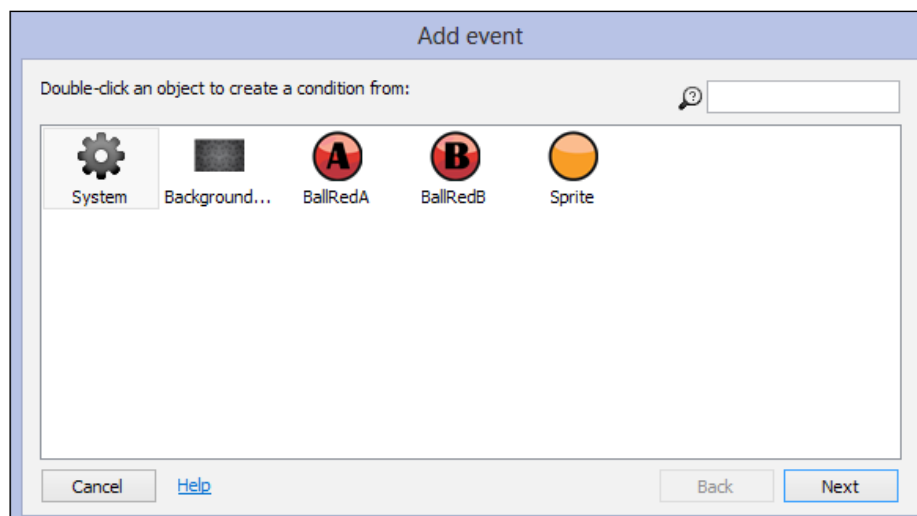 Add event
Double-click an object to create a condition from:
A B
System Background... BallRedA BallRedB Sprite
Cancel Help Back Next